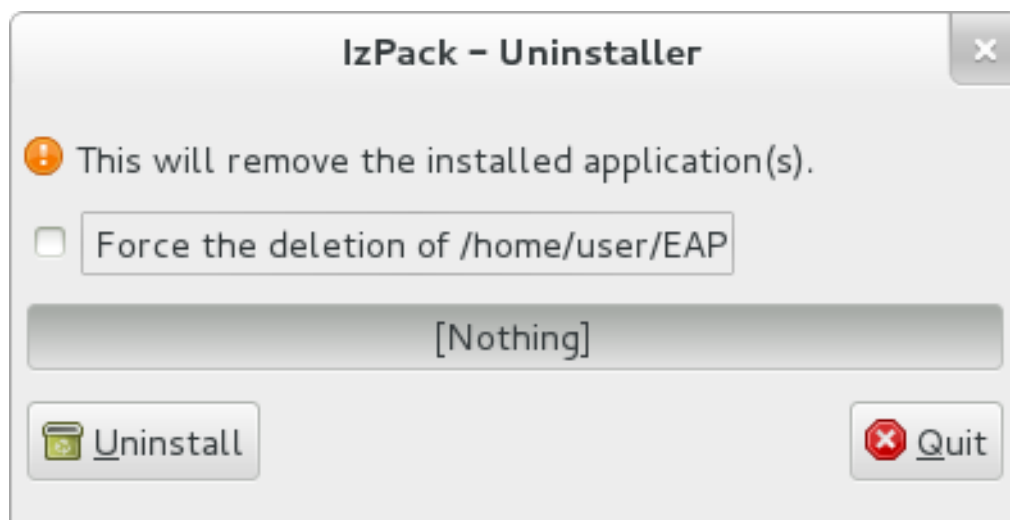 IzPack - Uninstaller
This will remove the installed application(s).
Force the deletion of /home/user/EAP
[Nothing]
Uninstall
Quit